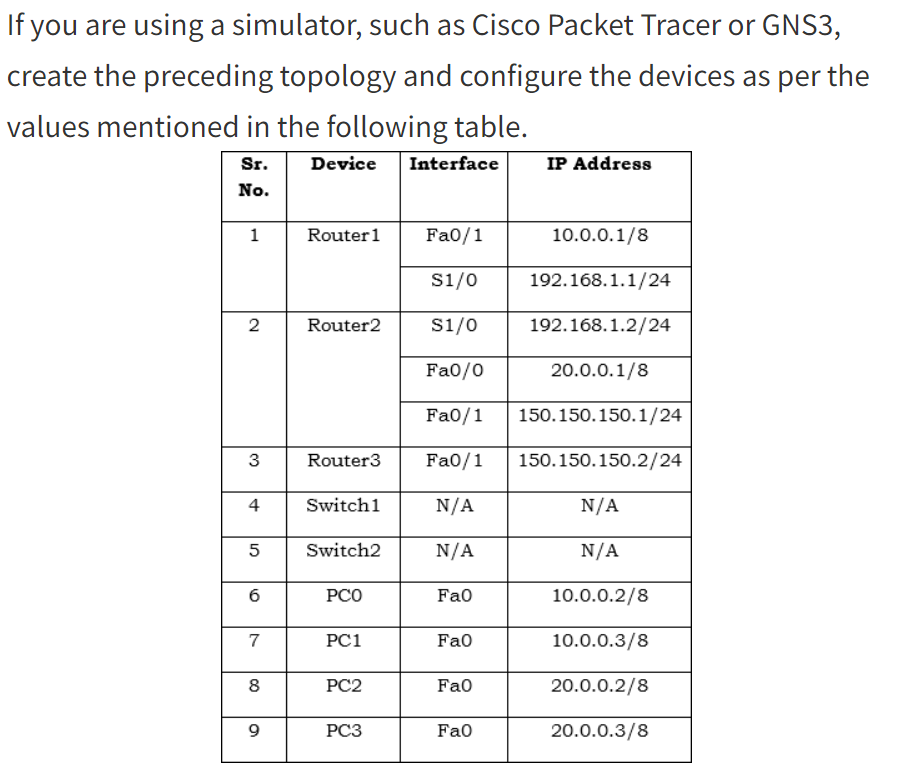 If you are using a simulator, such as Cisco Packet Tracer or GNS3,
create the preceding topology and configure the devices as per the
values mentioned in the following table.
Sr. No. Device Interface IP Address
1 Router1 Fa0/1 10.0.0.1/8
S1/0 192.168.1.1/24
2 Router2 S1/0 192.168.1.2/24
Fa0/0 20.0.0.1/8
Fa0/1 150.150.150.1/24
3 Router3 Fa0/1 150.150.150.2/24
4 Switch1 N/A N/A
5 Switch2 N/A N/A
6 PC0 Fa0 10.0.0.2/8
7 PC1 Fa0 10.0.0.3/8
8 PC2 Fa0 20.0.0.2/8
9 PC3 Fa0 20.0.0.3/8